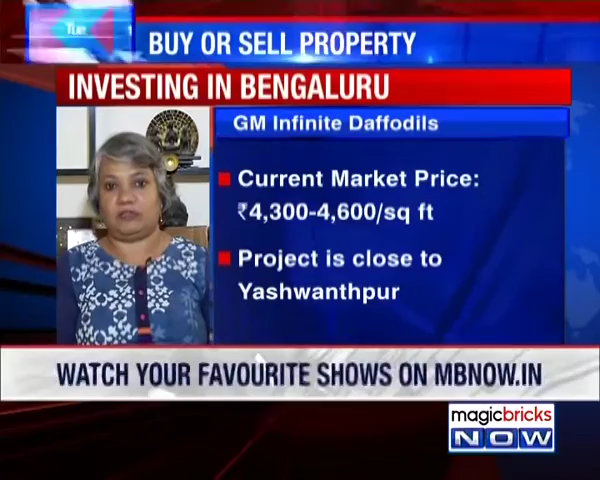 Tue
BUY OR SELL PROPERTY
INVESTING IN BENGALURU
GM Infinite Daffodils
Current Market Price:
₹4,300-4,600/sq ft
Project is close to
Yashwanthpur
WATCH YOUR FAVOURITE SHOWS ON MBNOW.IN
magicbricks
NOW